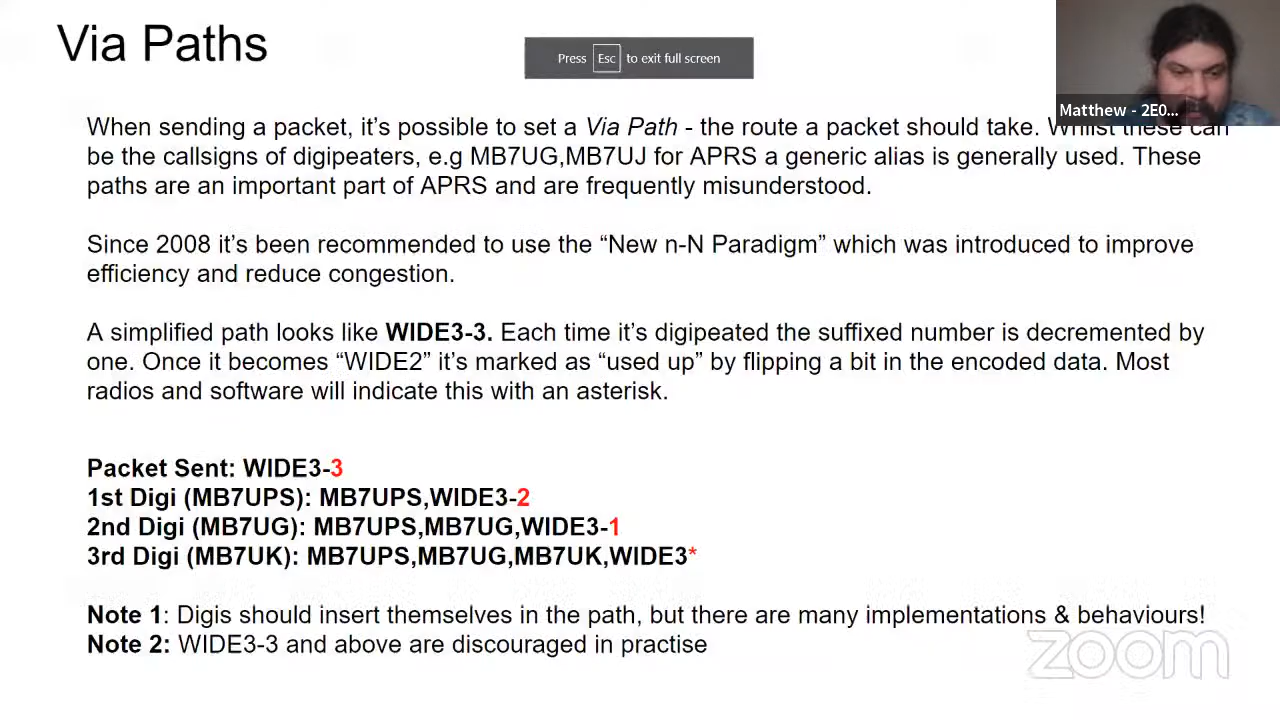 Via Paths
Press Esc to exit full screen
Matthew - 2E0...
When sending a packet, it's possible to set a Via Path - the route a packet should take. Whilst these can
be the callsigns of digipeaters, e.g MB7UG,MB7UJ for APRS a generic alias is generally used. These
paths are an important part of APRS and are frequently misunderstood.
Since 2008 it's been recommended to use the “New n-N Paradigm” which was introduced to improve
efficiency and reduce congestion.
A simplified path looks like WIDE3-3. Each time it's digipeated the suffixed number is decremented by
one. Once it becomes “WIDE2” it's marked as “used up” by flipping a bit in the encoded data. Most
radios and software will indicate this with an asterisk.
Packet Sent: WIDE3-3
1st Digi (MB7UPS): MB7UPS,WIDE3-2
2nd Digi (MB7UG): MB7UPS,MB7UG,WIDE3-1
3rd Digi (MB7UK): MB7UPS,MB7UG,MB7UK,WIDE3*
Note 1: Digis should insert themselves in the path, but there are many implementations & behaviours!
Note 2: WIDE3-3 and above are discouraged in practise
zoom